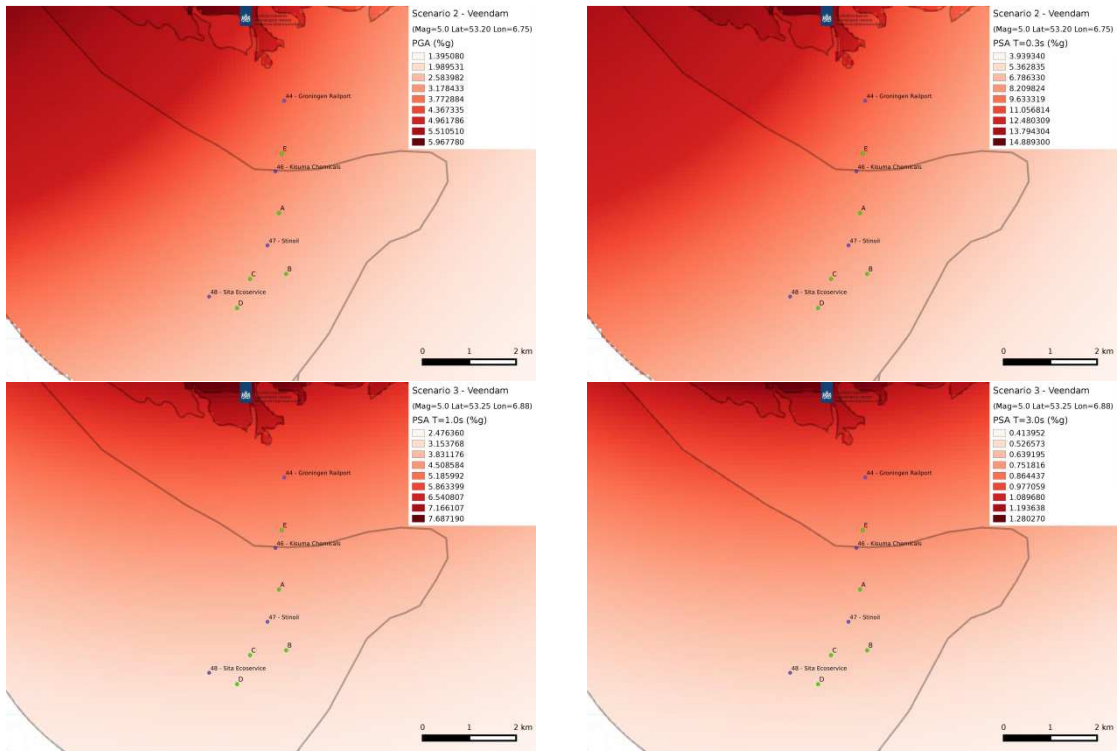 Scenario 2 - Veendam
(Mag=5.0 Lat=53.20 Lon=6.75)
PGA (%g)
1.395080
1.989531
2.583982
3.178433
3.772884
4.367335
4.961786
5.510510
5.967780
44 - Groningen Railport
E
46 - Kisuma Chemicals
A
47 - Stinoil
B
C
48 - Sita Ecoservice
D
0 1 2 km
Scenario 2 - Veendam
(Mag=5.0 Lat=53.20 Lon=6.75)
PSA T=0.3s (%g)
3.939340
5.362835
6.786330
8.209824
9.633319
11.056814
12.480309
13.794304
14.889300
44 - Groningen Railport
E
46 - Kisuma Chemicals
A
47 - Stinoil
B
C
48 - Sita Ecoservice
D
0 1 2 km
Scenario 3 - Veendam
(Mag=5.0 Lat=53.25 Lon=6.88)
PSA T=1.0s (%g)
2.476360
3.153768
3.831176
4.508584
5.185992
5.863399
6.540807
7.166107
7.687190
44 - Groningen Railport
E
46 - Kisuma Chemicals
A
47 - Stinoil
B
C
48 - Sita Ecoservice
D
0 1 2 km
Scenario 3 - Veendam
(Mag=5.0 Lat=53.25 Lon=6.88)
PSA T=3.0s (%g)
0.413952
0.526573
0.639195
0.751816
0.864437
0.977059
1.089680
1.193638
1.280270
44 - Groningen Railport
E
46 - Kisuma Chemicals
A
47 - Stinoil
B
C
48 - Sita Ecoservice
D
0 1 2 km